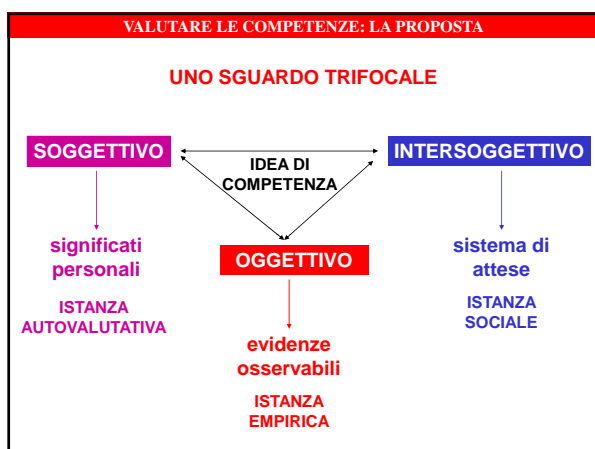 VALUTARE LE COMPETENZE: LA PROPOSTA
UNO SGUARDO TRIFOCALE
SOGGETTIVO
INTERSOGGETTIVO
IDEA DI
COMPETENZA
significati
personali
OGGETTIVO
sistema di
attese
ISTANZA
AUTOVALUTATIVA
ISTANZA
SOCIALE
evidenze
osservabili
ISTANZA
EMPIRICA